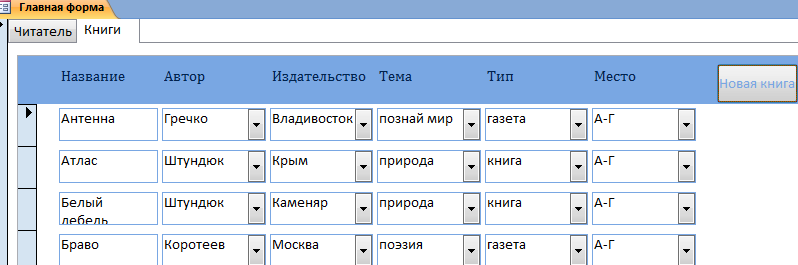 Главная форма
Читатель Книги
Название Автор Издательство Тема Тип Место Новая книга
Антенна Гречко Владивосток познай мир газета А-Г
Атлас Штундюк Крым природа книга А-Г
Белый Штундюк Каменяр природа книга А-Г
лебедь
Браво Коротеев Москва поэзия газета А-Г